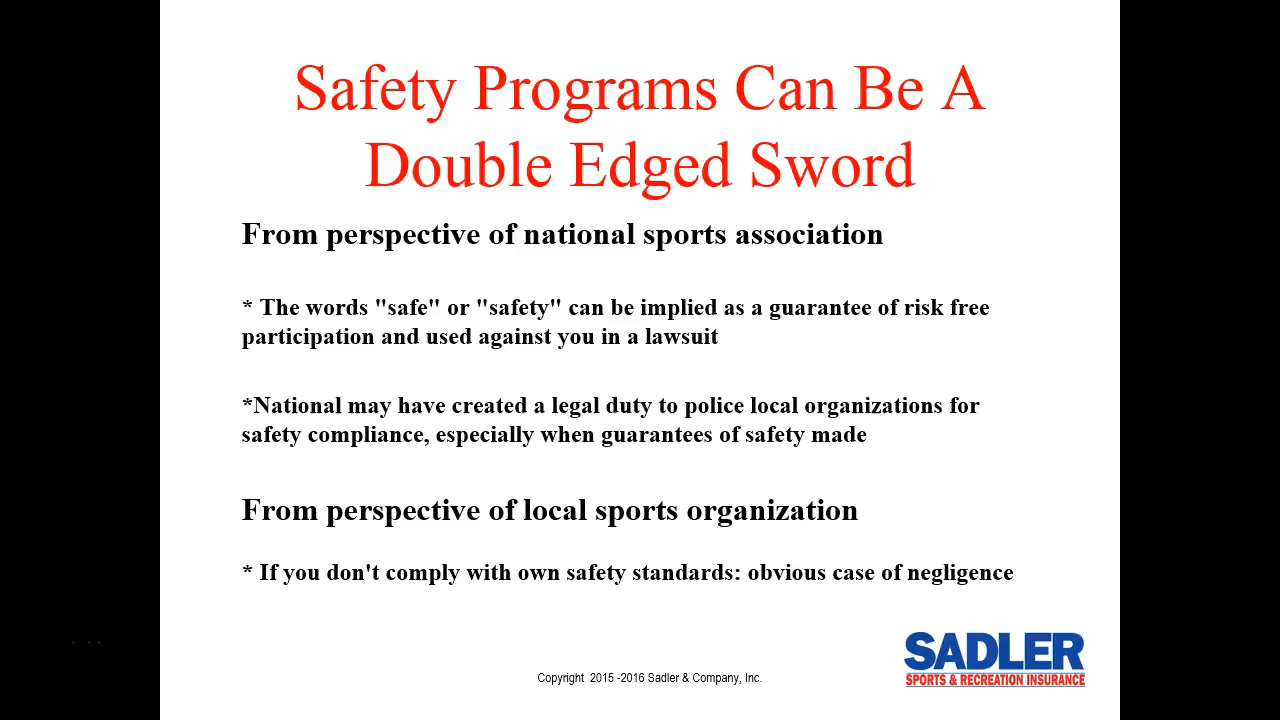 Safety Programs Can Be A
Double Edged Sword
From perspective of national sports association
* The words "safe" or "safety" can be implied as a guarantee of risk free
participation and used against you in a lawsuit
*National may have created a legal duty to police local organizations for
safety compliance, especially when guarantees of safety made
From perspective of local sports organization
* If you don't comply with own safety standards: obvious case of negligence
SADLER
SPORTS & RECREATION INSURANCE
Copyright 2015 -2016 Sadler & Company, Inc.